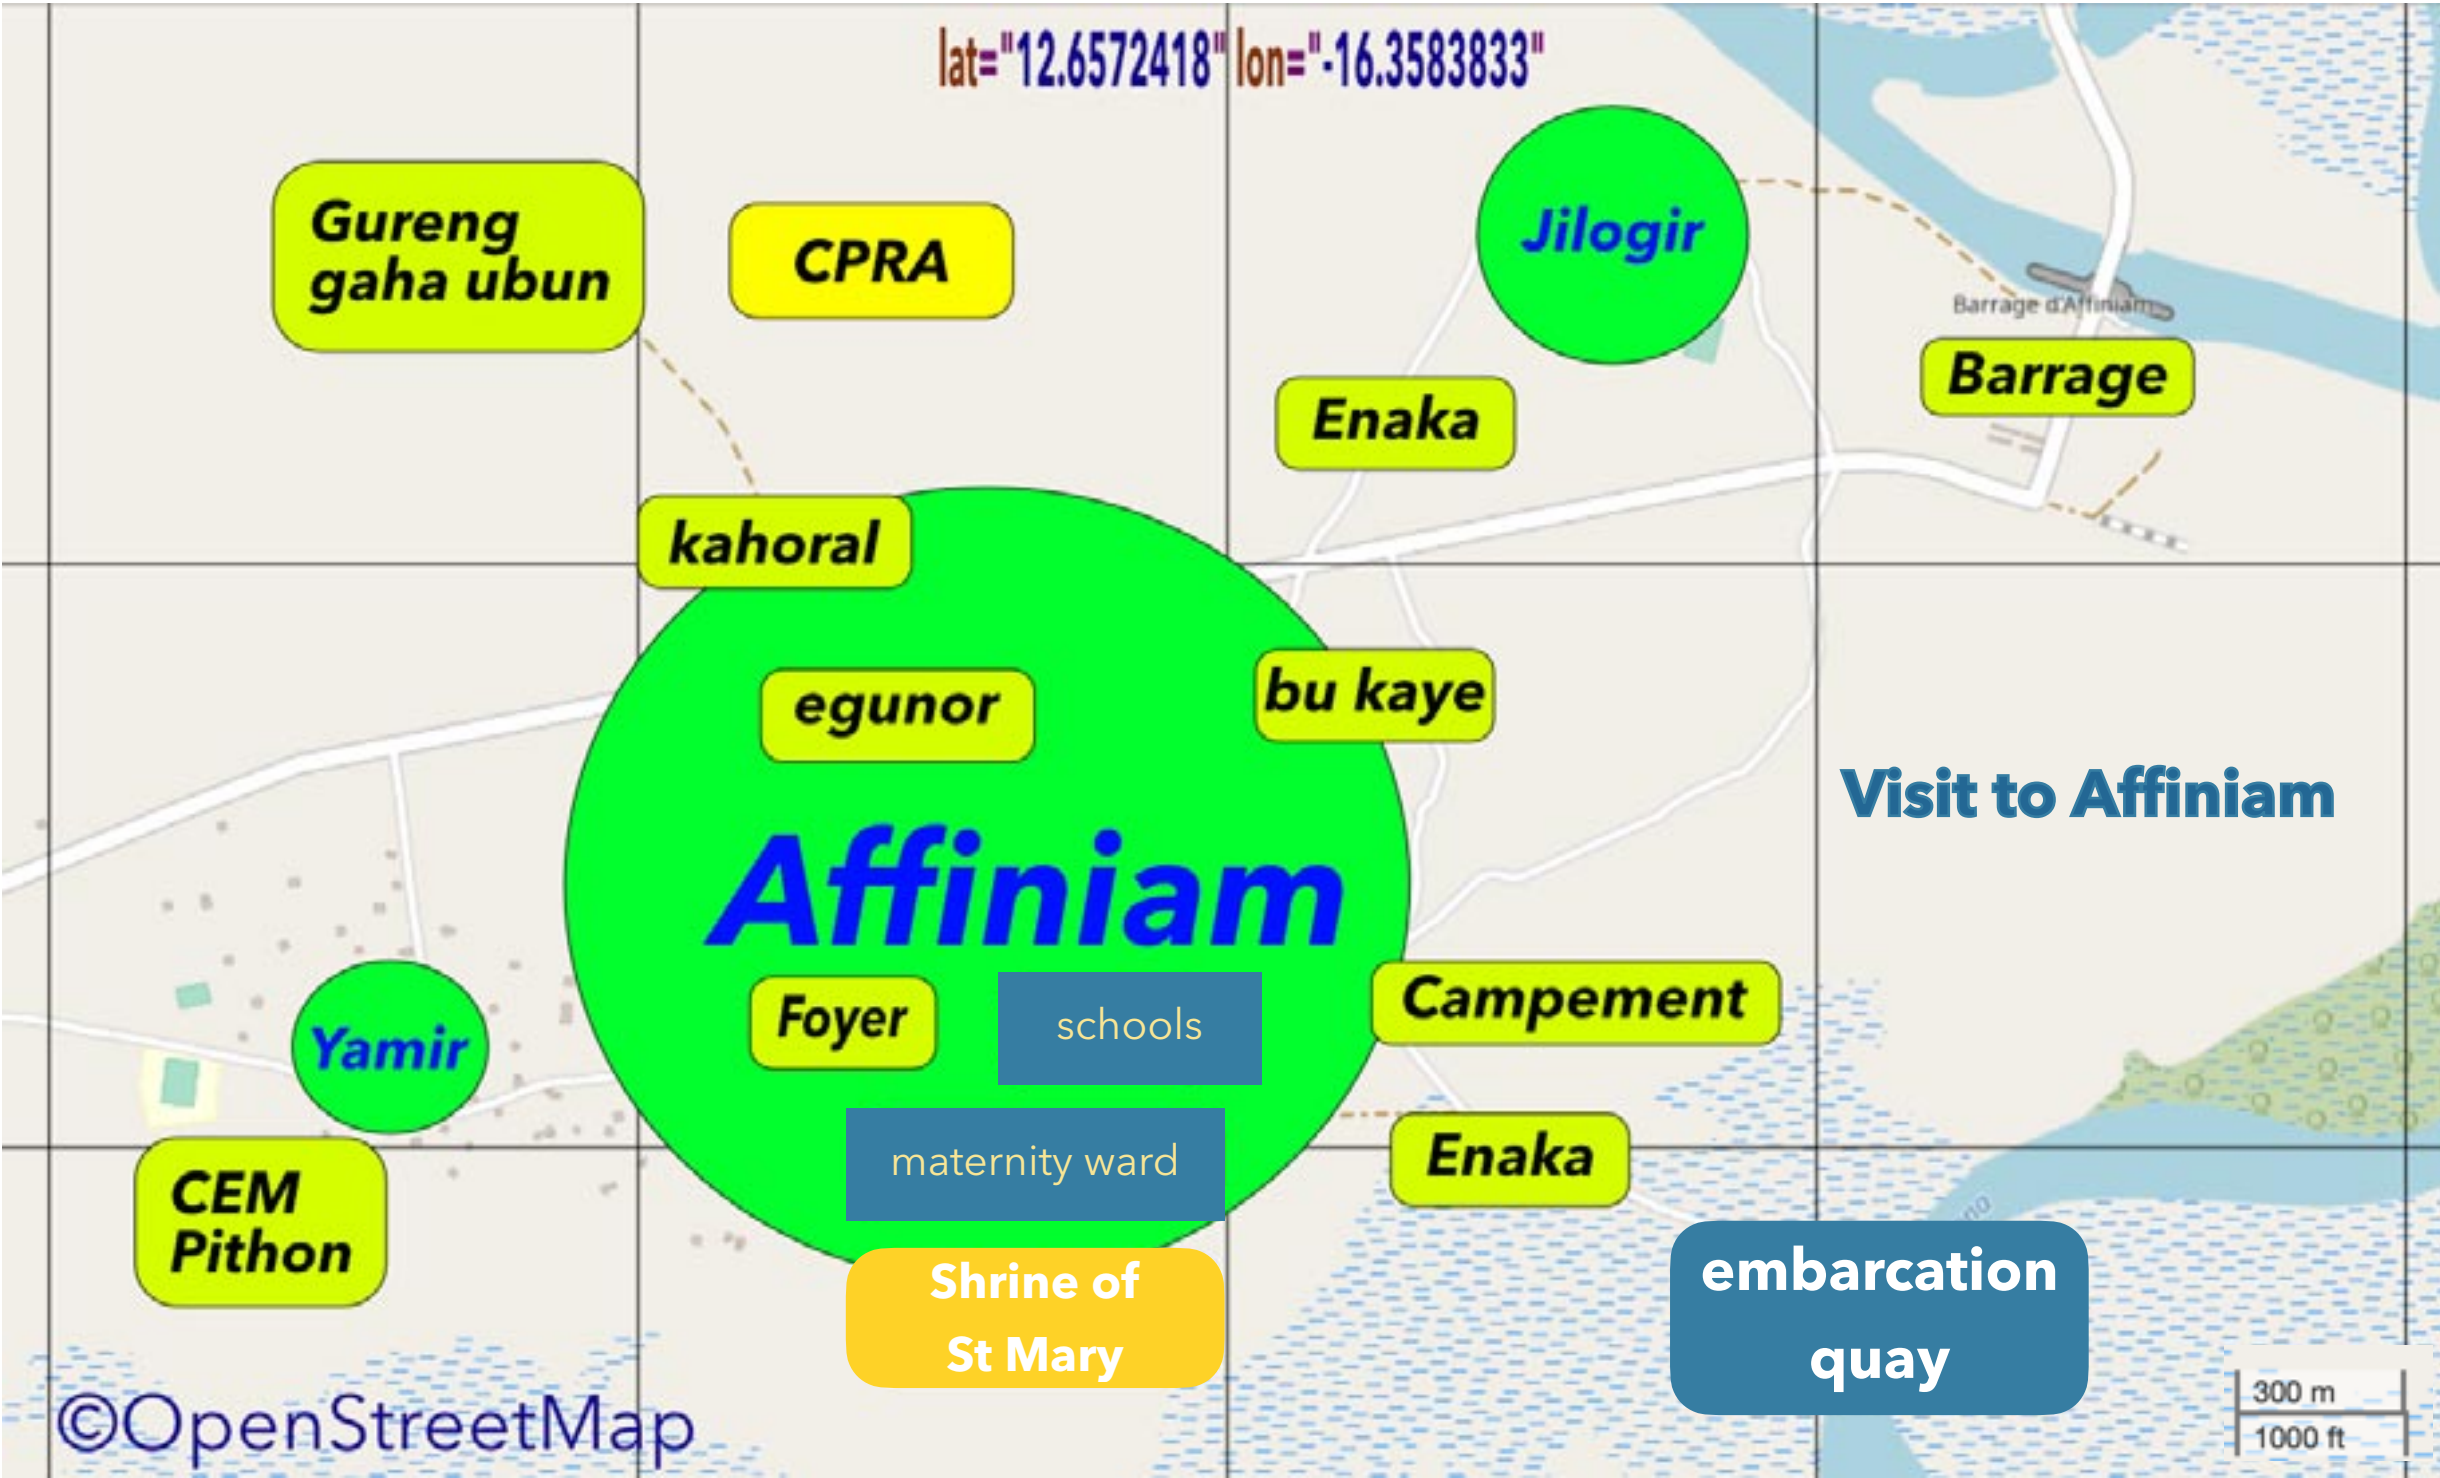 lat="12.6572418" lon="-16.3583833"
Gureng
gaha ubun
CPRA
Jilogir
Barrage d'Affiniam
Barrage
Enaka
kahoral
egunor
bu kaye
Visit to Affiniam
Affiniam
Foyer
schools
Campement
Yamir
maternity ward
Enaka
CEM
Pithon
Shrine of
St Mary
embarcation
quay
©OpenStreetMap
300 m
1000 ft